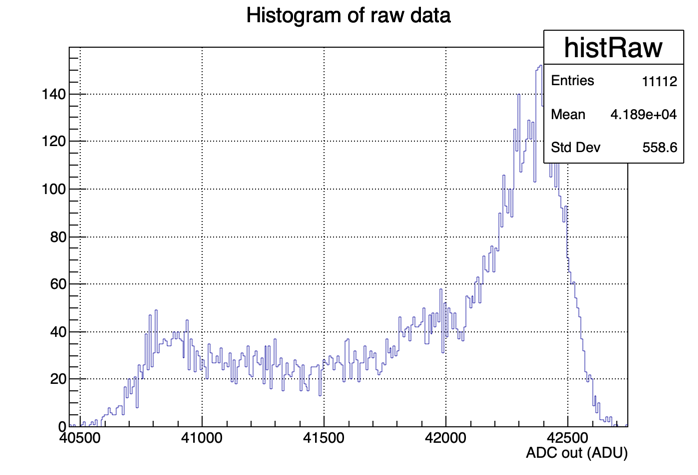 Histogram of raw data
histRaw
Entries 11112
Mean 4.189e+04
Std Dev 558.6
140
120
100
80
60
40
20
0
40500 41000 41500 42000 42500
ADC out (ADU)